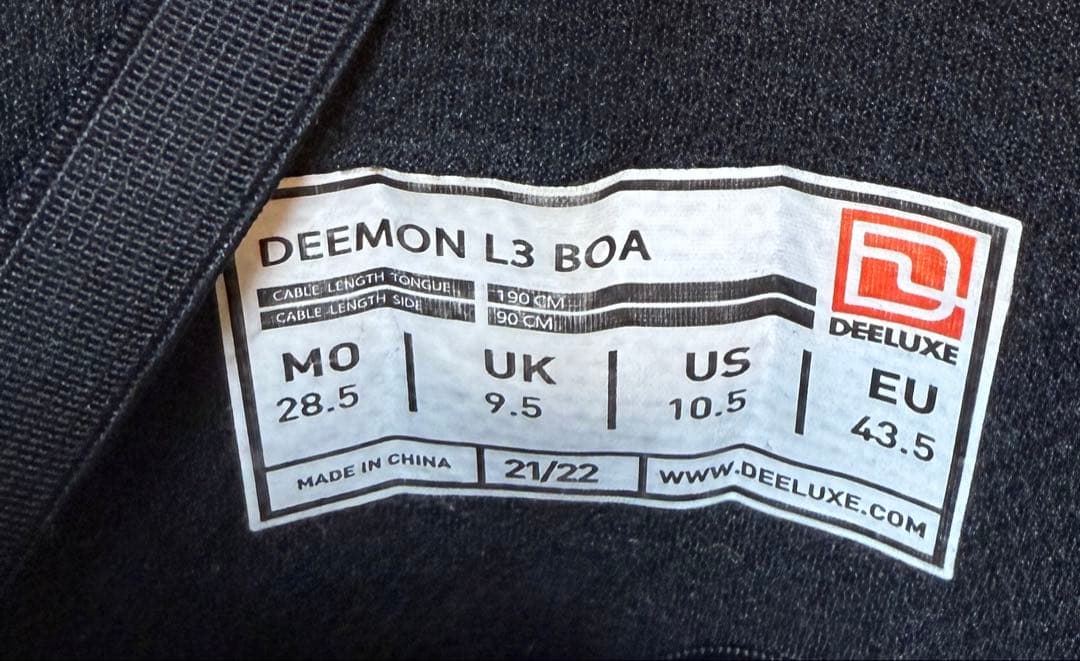 DEEMON L3 BOA
CABLE LENGTH TONGUE 190 CM
CABLE LENGTH SIDE 90 CM
DEELUXE
MO UK US EU
28.5 9.5 10.5 43.5
MADE IN CHINA 21/22 WWW.DEELUXE.COM